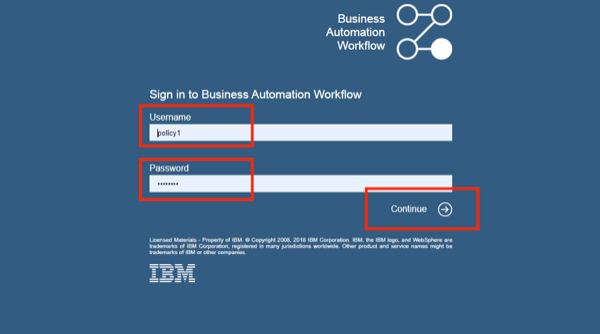 Business
Automation
Workflow
Sign in to Business Automation Workflow
Username
policy1
Password
••••••••
Continue
Licensed Materials - Property of IBM. © Copyright 2008, 2018 IBM Corporation. IBM, the IBM logo, and WebSphere are
trademarks of IBM Corporation, registered in many jurisdictions worldwide. Other product and service names might be
trademarks of IBM or other companies.
IBM